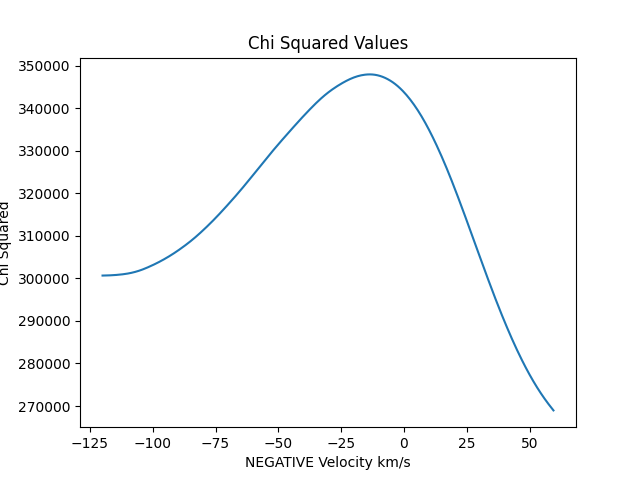 Chi Squared Values
Chi Squared
350000
340000
330000
320000
310000
300000
290000
280000
270000
−125 −100 −75 −50 −25 0 25 50
NEGATIVE Velocity km/s